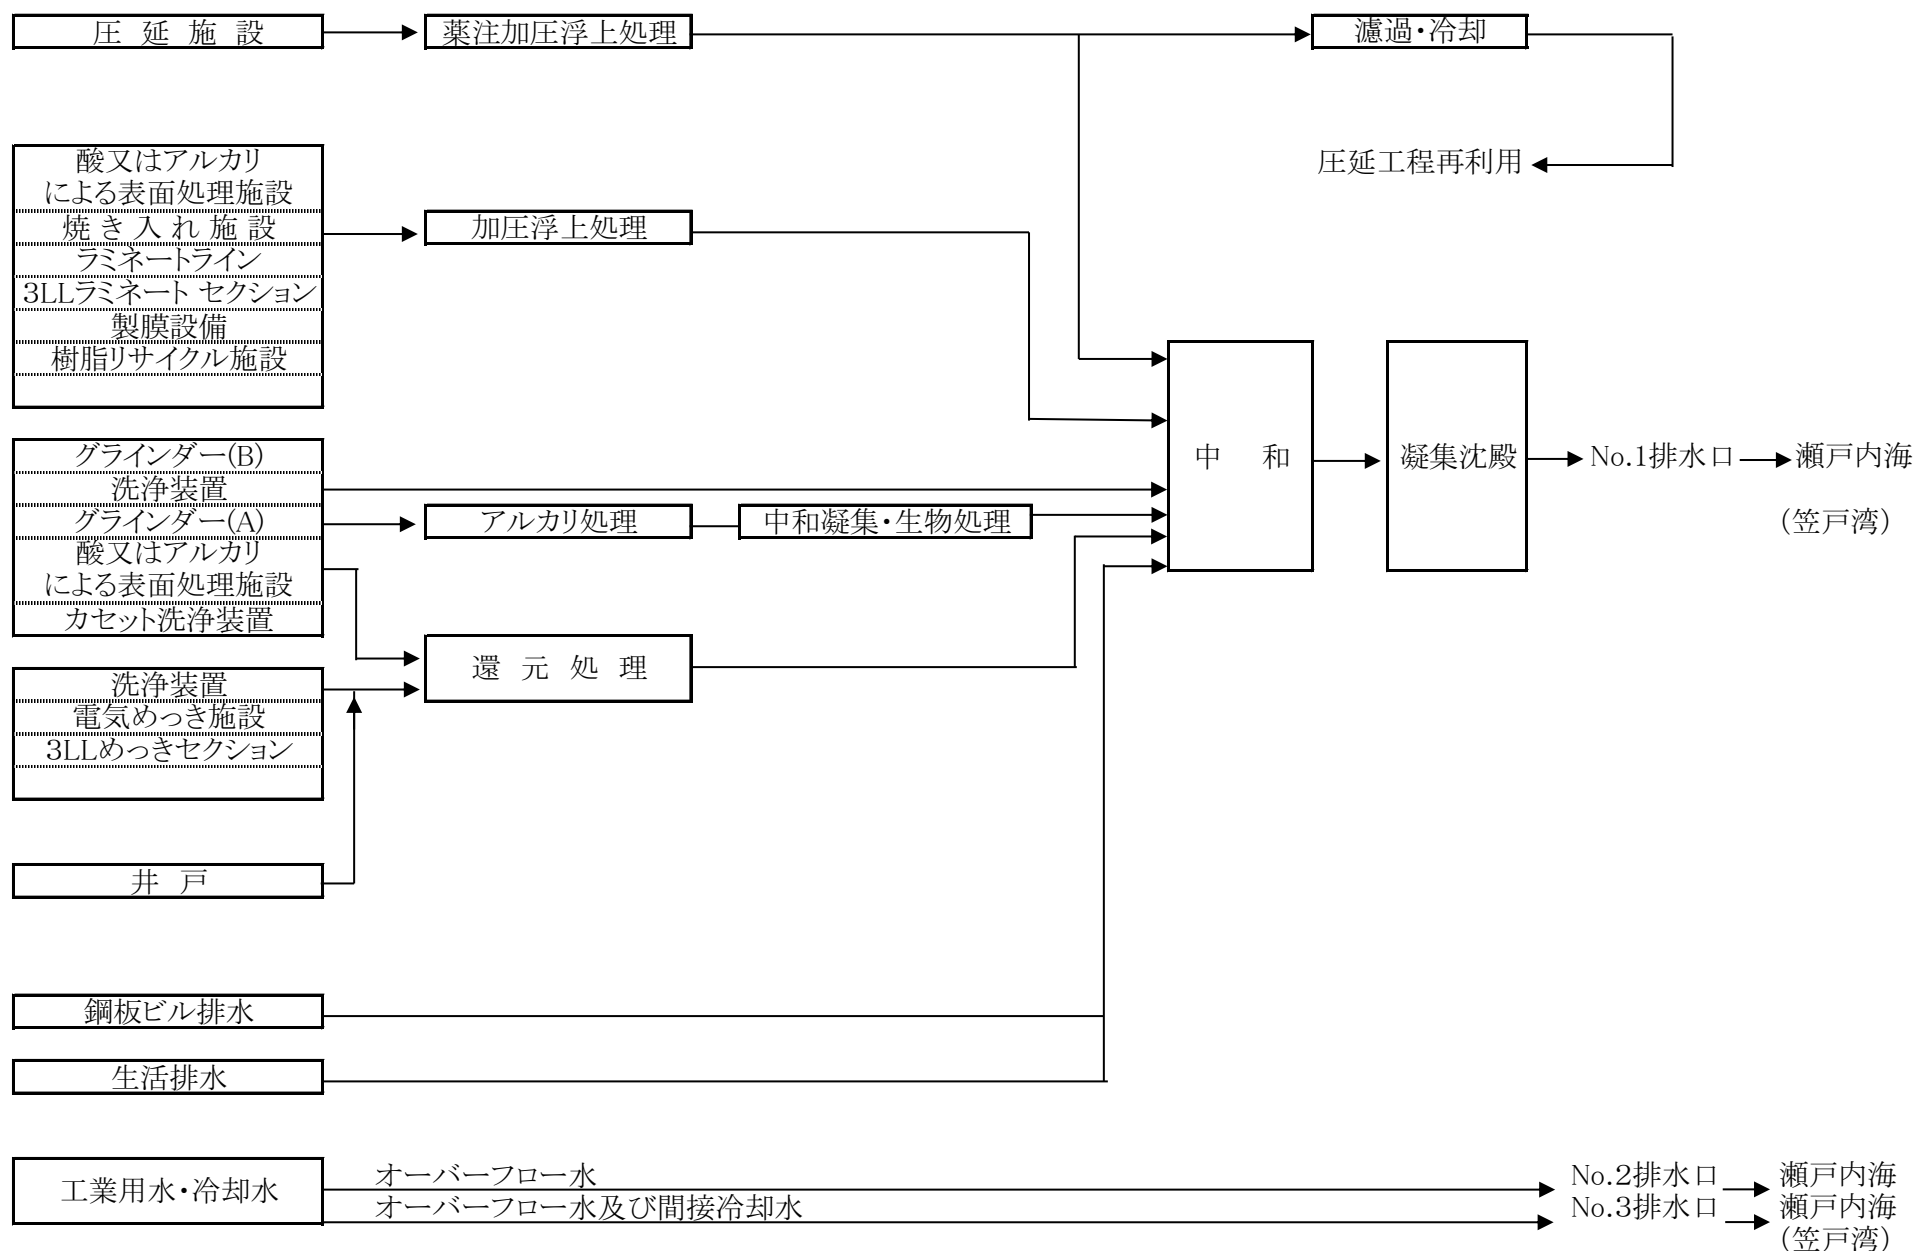 圧 延 施 設
薬注加圧浮上処理
濾過・冷却
圧延工程再利用
酸又はアルカリ
による表面処理施設
焼 き 入 れ 施 設
ラミネートライン
3LLラミネート セクション
製膜設備
樹脂リサイクル施設
加圧浮上処理
グラインダー(B)
洗浄装置
グラインダー(A)
酸又はアルカリ
による表面処理施設
カセット洗浄装置
アルカリ処理
中和凝集・生物処理
中 和
凝集沈殿
No.1排水口
瀬戸内海
（笠戸湾）
還 元 処 理
洗浄装置
電気めっき施設
3LLめっきセクション
井 戸
鋼板ビル排水
生活排水
工業用水・冷却水
オーバーフロー水
No.2排水口
瀬戸内海
オーバーフロー水及び間接冷却水
No.3排水口
瀬戸内海
（笠戸湾）